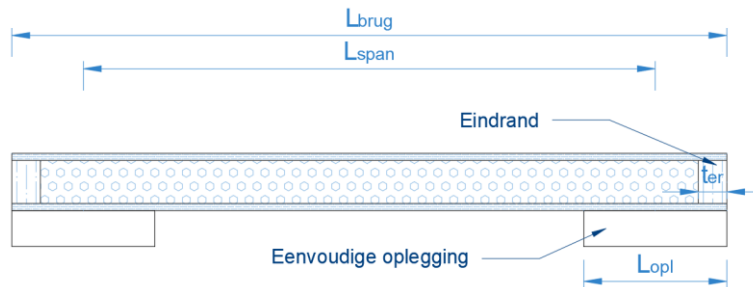 Lbrug
Lspan
Eindrand
ter
Eenvoudige oplegging
Lopl